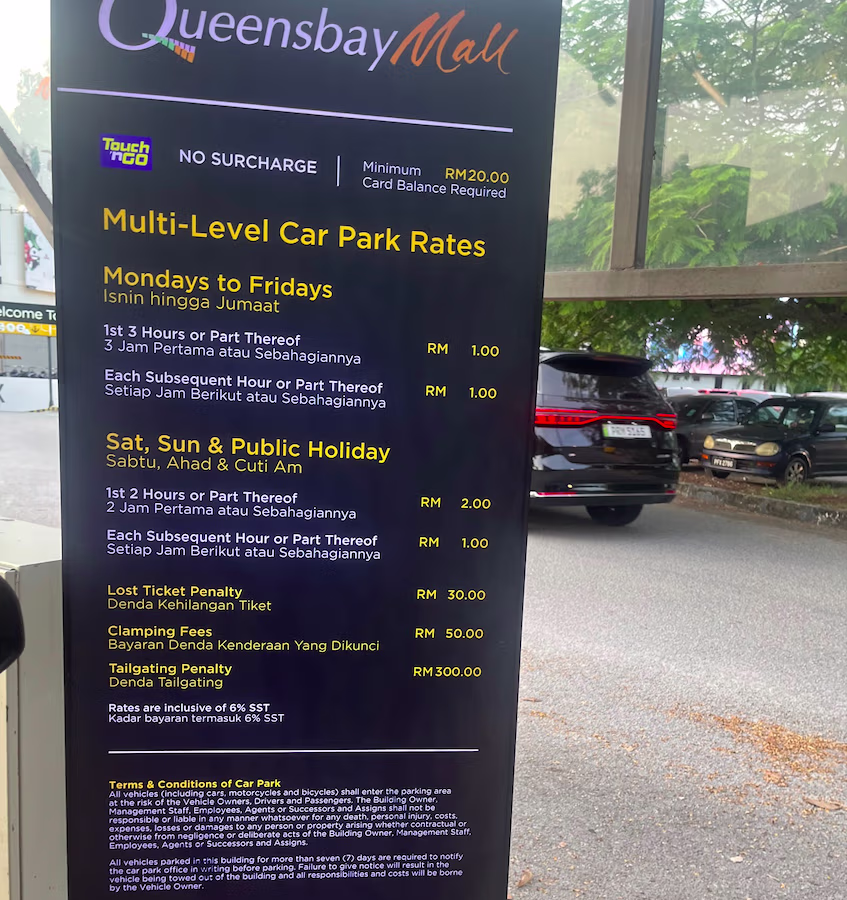 Queensbay Mall
Touch 'nGO
NO SURCHARGE
Minimum RM20.00
Card Balance Required
Multi-Level Car Park Rates
Mondays to Fridays
Isnin hingga Jumaat
1st 3 Hours or Part Thereof
3 Jam Pertama atau Sebahagiannya
RM 1.00
Each Subsequent Hour or Part Thereof
Setiap Jam Berikut atau Sebahagiannya
RM 1.00
Sat, Sun & Public Holiday
Sabtu, Ahad & Cuti Am
1st 2 Hours or Part Thereof
2 Jam Pertama atau Sebahagiannya
RM 2.00
Each Subsequent Hour or Part Thereof
Setiap Jam Berikut atau Sebahagiannya
RM 1.00
Lost Ticket Penalty
Denda Kehilangan Tiket
RM 30.00
Clamping Fees
Bayaran Denda Kenderaan Yang Dikunci
RM 50.00
Tailgating Penalty
Denda Tailgating
RM300.00
Rates are inclusive of 6% SST
Kadar bayaran termasuk 6% SST
Terms & Conditions of Car Park
All vehicles (including cars, motorcycles and bicycles) shall enter the parking area
at the risk of the Vehicle Owners, Drivers and Passengers. The Building Owner,
Management Staff, Employees, Agents or Successors and Assigns shall not be
responsible or liable in any manner whatsoever for any death, personal injury, costs,
expenses, losses or damages to any person or property arising whether contractual or
otherwise from negligence or deliberate acts of the Building Owner, Management Staff,
Employees, Agents or Successors and Assigns.
All vehicles parked in this building for more than seven (7) days are required to notify
the car park office in writing before parking. Failure to give notice will result in the
vehicle being towed out of the building and all responsibilities and costs will be borne
by the Vehicle Owner.